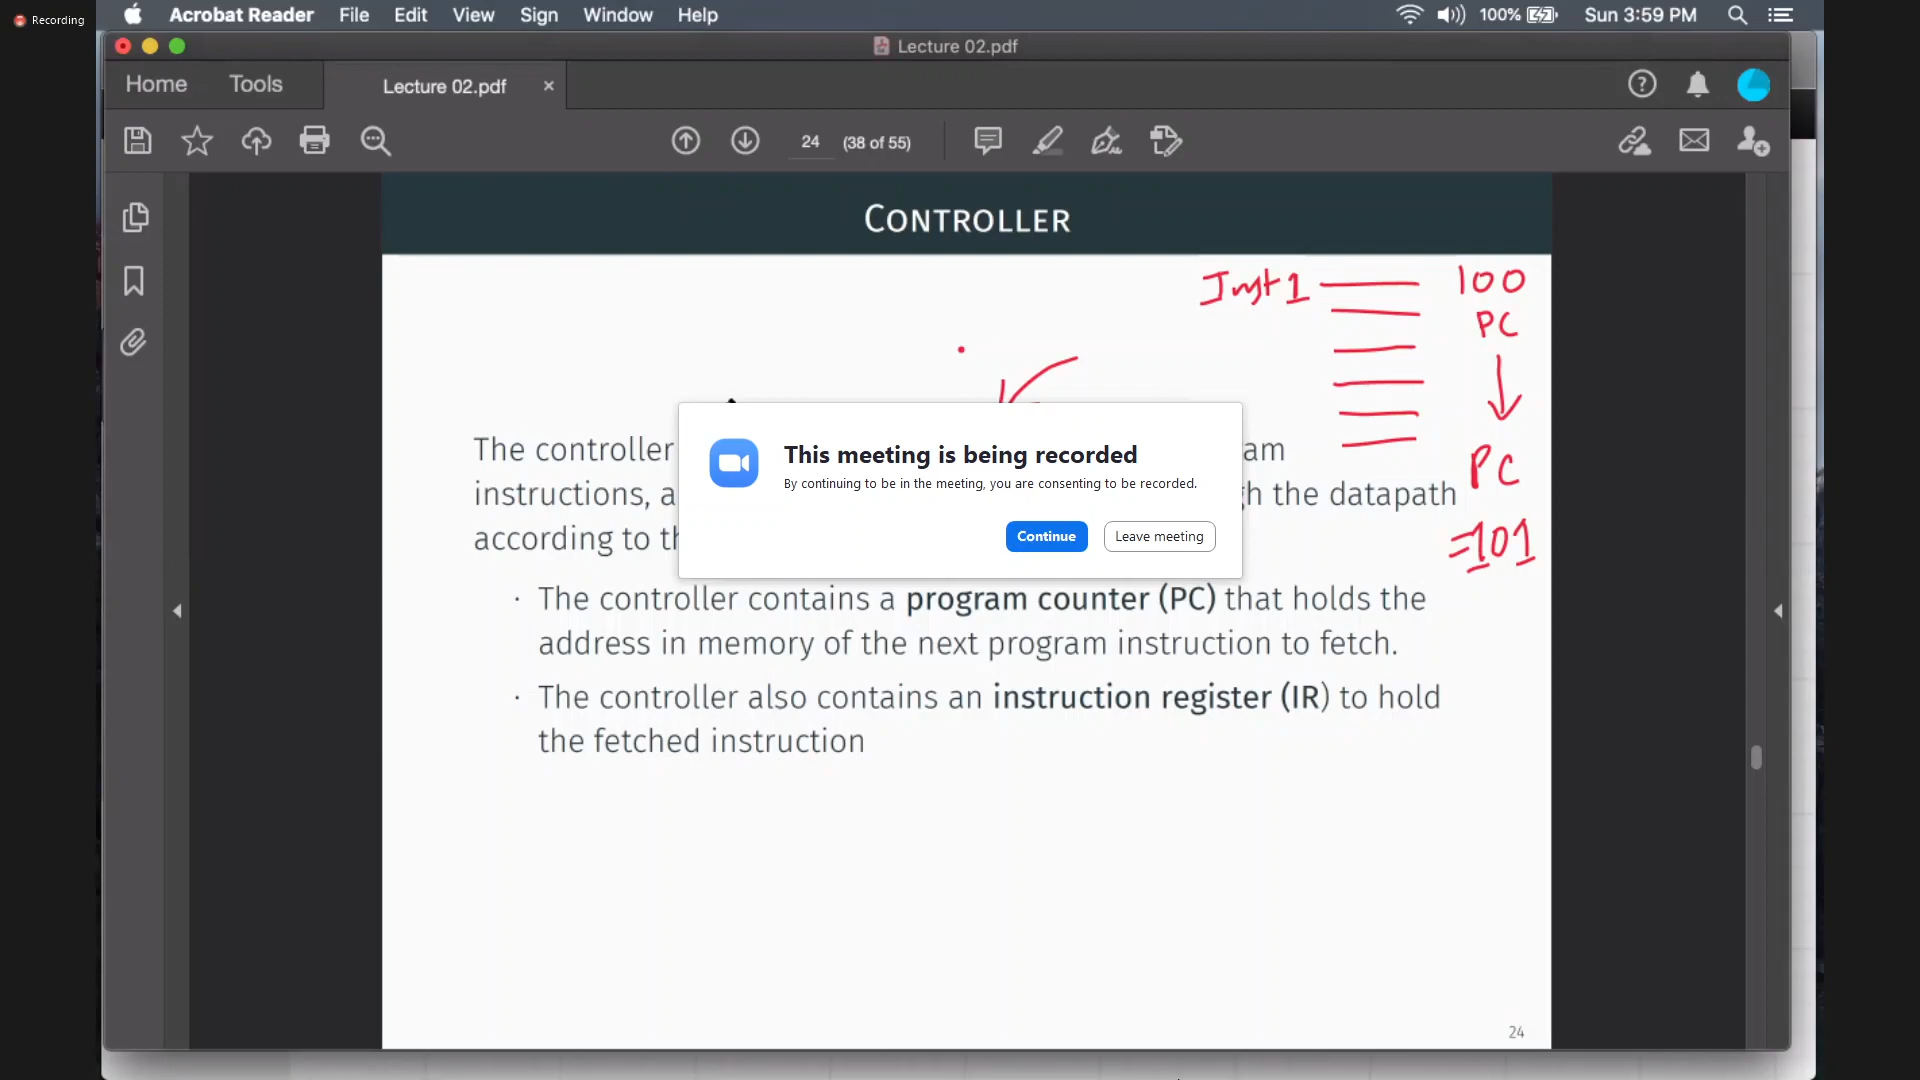 Recording
Acrobat Reader File Edit View Sign Window Help 100% Sun 3:59 PM
Lecture 02.pdf
Home Tools Lecture 02.pdf ×
24 (38 of 55)
CONTROLLER
Inst 1 100
PC
PC
=101
The controller
instructions, a
according to th
am
gh the datapath
This meeting is being recorded
By continuing to be in the meeting, you are consenting to be recorded.
Continue Leave meeting
· The controller contains a program counter (PC) that holds the
address in memory of the next program instruction to fetch.
· The controller also contains an instruction register (IR) to hold
the fetched instruction
24